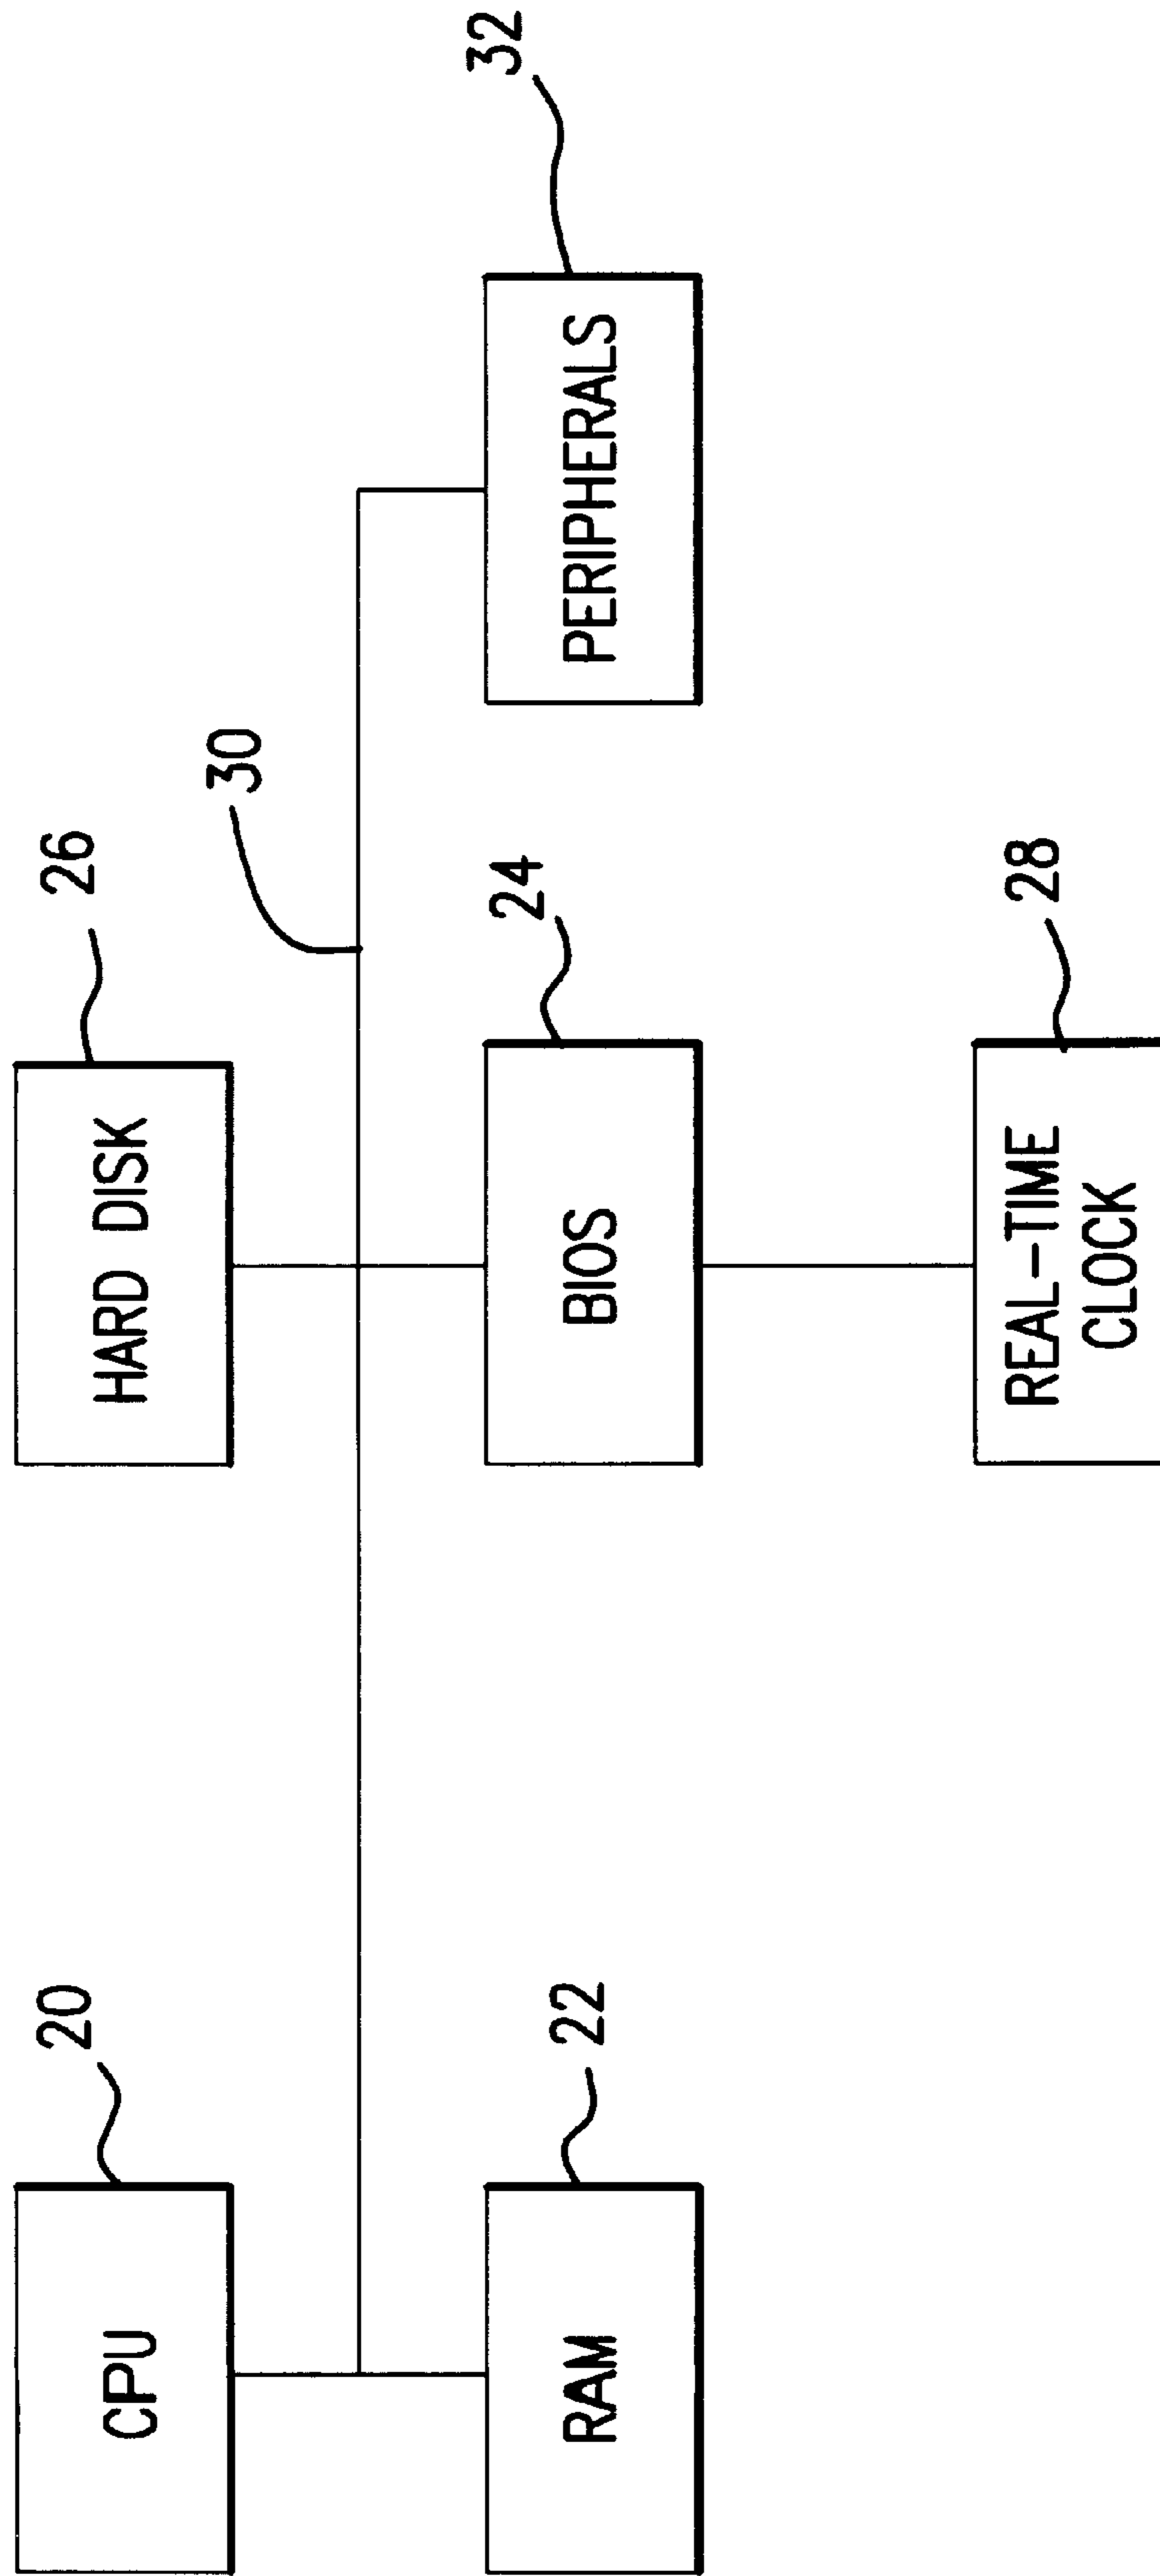 20
CPU
22
RAM
26
HARD DISK
30
24
BIOS
28
REAL-TIME
CLOCK
32
PERIPHERALS